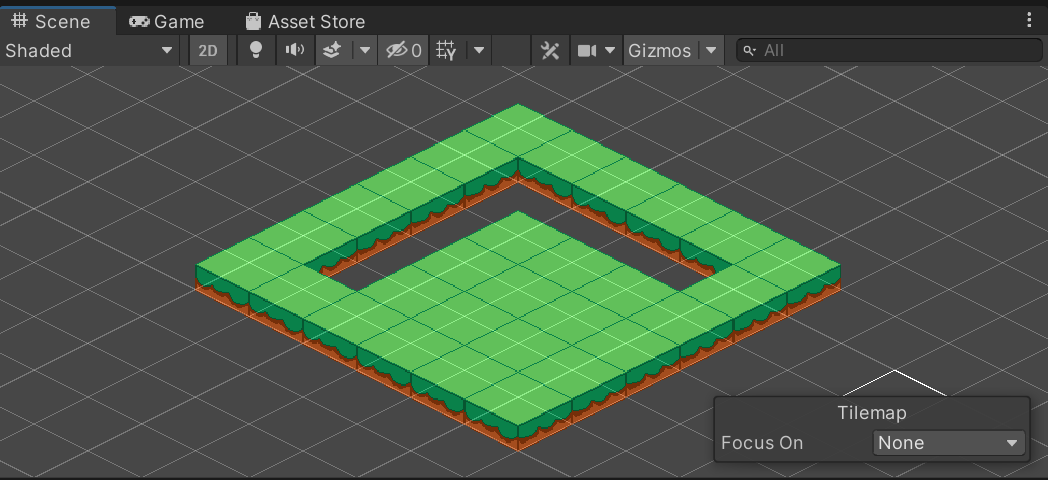 Scene Game Asset Store
Shaded 2D 0 Gizmos All
Tilemap
Focus On None